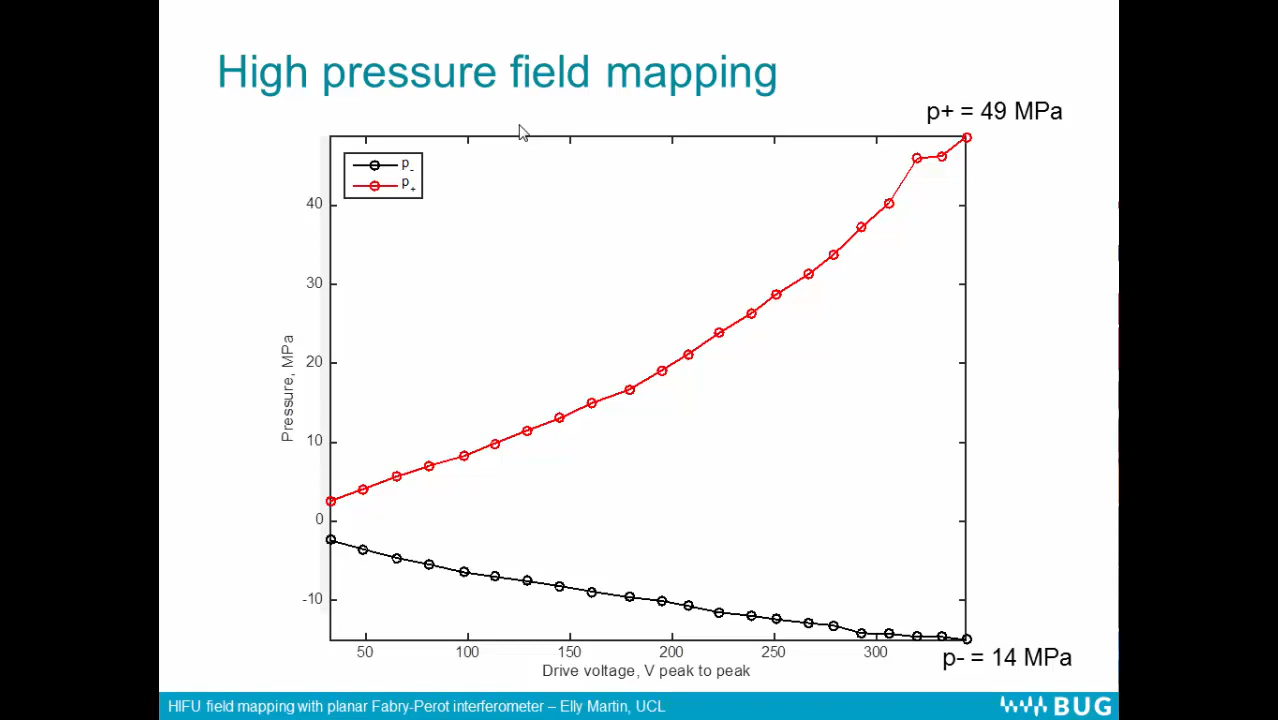 High pressure field mapping
p+ = 49 MPa
p-
p+
40
30
20
10
0
-10
Pressure, MPa
50 100 150 200 250 300
Drive voltage, V peak to peak
p- = 14 MPa
HIFU field mapping with planar Fabry-Perot interferometer – Elly Martin, UCL
BUG